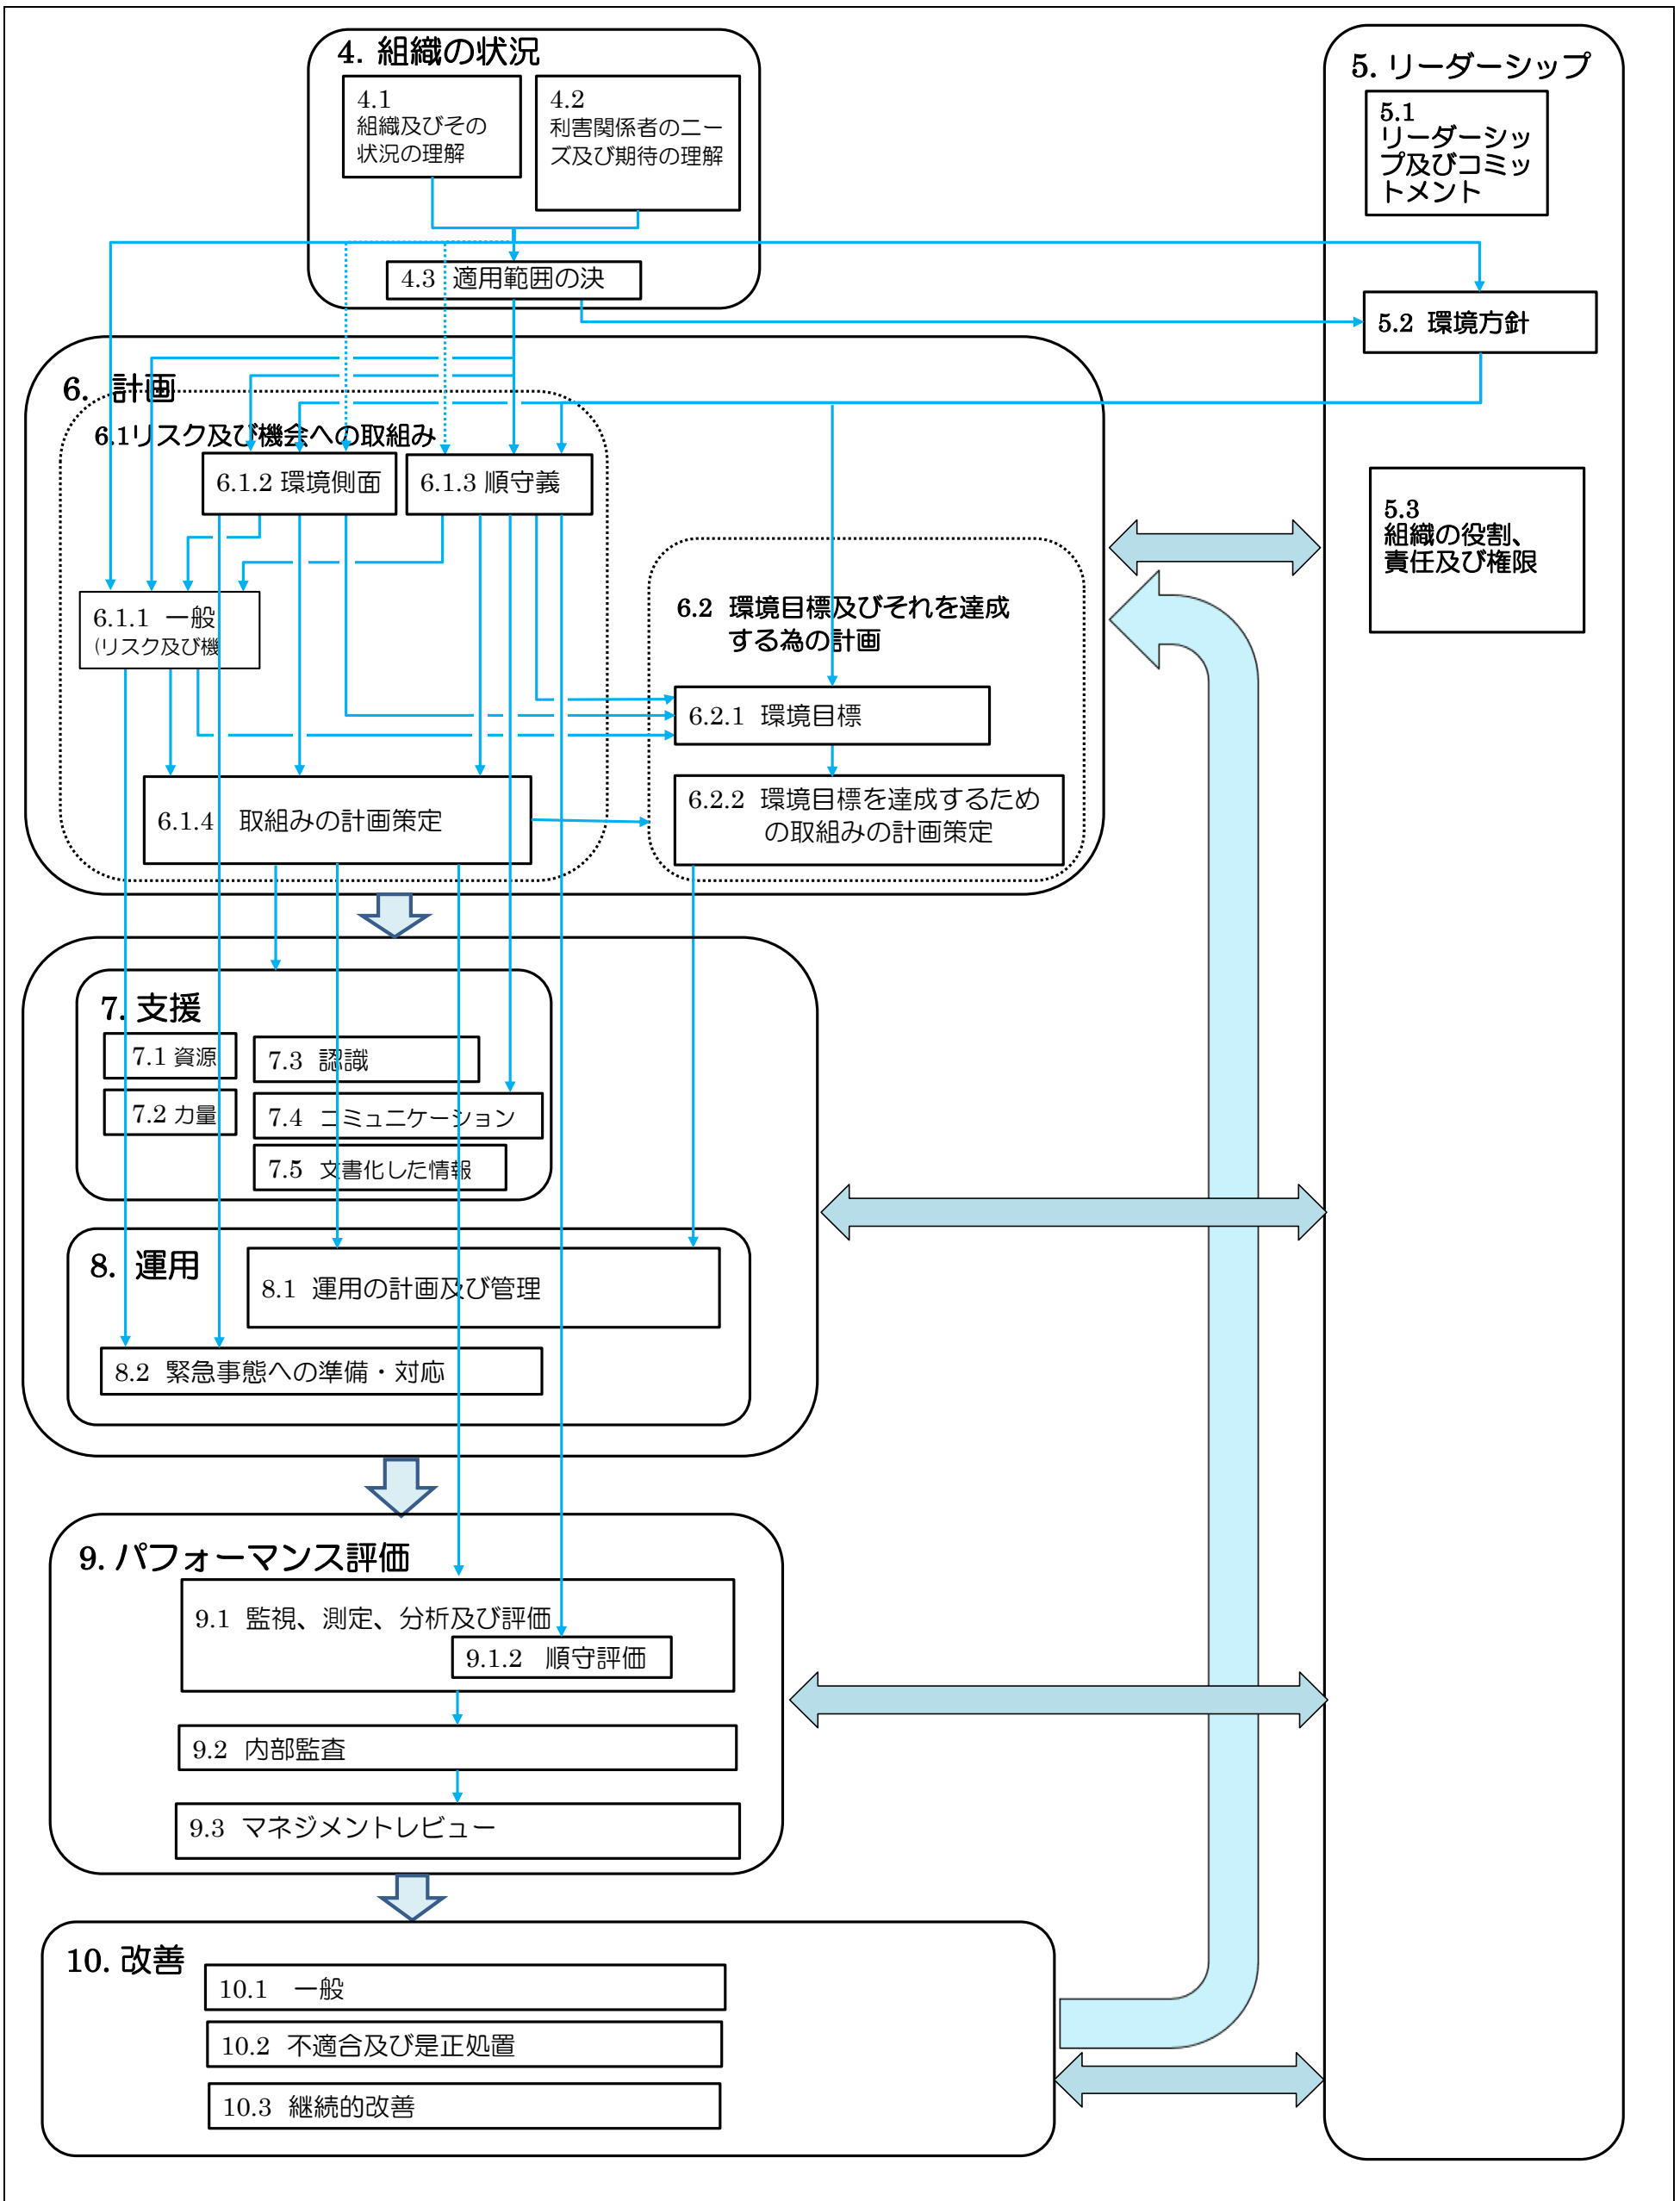 4. 組織の状況
4.1
組織及びその
状況の理解
4.2
利害関係者のニー
ズ及び期待の理解
4.3 適用範囲の決
5. リーダーシップ
5.1
リーダーシッ
プ及びコミッ
トメント
5.2 環境方針
5.3
組織の役割、
責任及び権限
6. 計画
6.1リスク及び機会への取組み
6.1.2 環境側面
6.1.3 順守義
6.1.1 一般
(リスク及び機
6.1.4 取組みの計画策定
6.2 環境目標及びそれを達成
する為の計画
6.2.1 環境目標
6.2.2 環境目標を達成するため
の取組みの計画策定
7. 支援
7.1 資源
7.2 力量
7.3 認識
7.4 コミュニケーション
7.5 文書化した情報
8. 運用
8.1 運用の計画及び管理
8.2 緊急事態への準備・対応
9. パフォーマンス評価
9.1 監視、測定、分析及び評価
9.1.2 順守評価
9.2 内部監査
9.3 マネジメントレビュー
10. 改善
10.1 一般
10.2 不適合及び是正処置
10.3 継続的改善